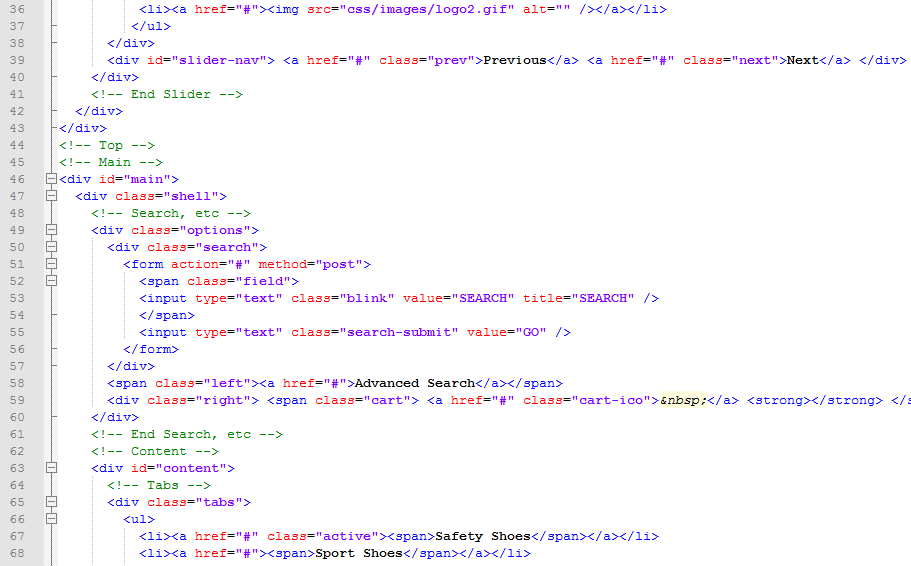 36 <li><a href="#"><img src="css/images/logo2.gif" alt="" /></a></li>
37 </ul>
38 </div>
39 <div id="slider-nav"> <a href="#" class="prev">Previous</a> <a href="#" class="next">Next</a> </div>
40 </div>
41 <!-- End Slider -->
42 </div>
43 </div>
44 <!-- Top -->
45 <!-- Main -->
46 <div id="main">
47 <div class="shell">
48 <!-- Search, etc -->
49 <div class="options">
50 <div class="search">
51 <form action="#" method="post">
52 <span class="field">
53 <input type="text" class="blink" value="SEARCH" title="SEARCH" />
54 </span>
55 <input type="text" class="search-submit" value="GO" />
56 </form>
57 </div>
58 <span class="left"><a href="#">Advanced Search</a></span>
59 <div class="right"> <span class="cart"> <a href="#" class="cart-ico">&nbsp;</a> <strong></strong> </s
60 </div>
61 <!-- End Search, etc -->
62 <!-- Content -->
63 <div id="content">
64 <!-- Tabs -->
65 <div class="tabs">
66 <ul>
67 <li><a href="#" class="active"><span>Safety Shoes</span></a></li>
68 <li><a href="#"><span>Sport Shoes</span></a></li>